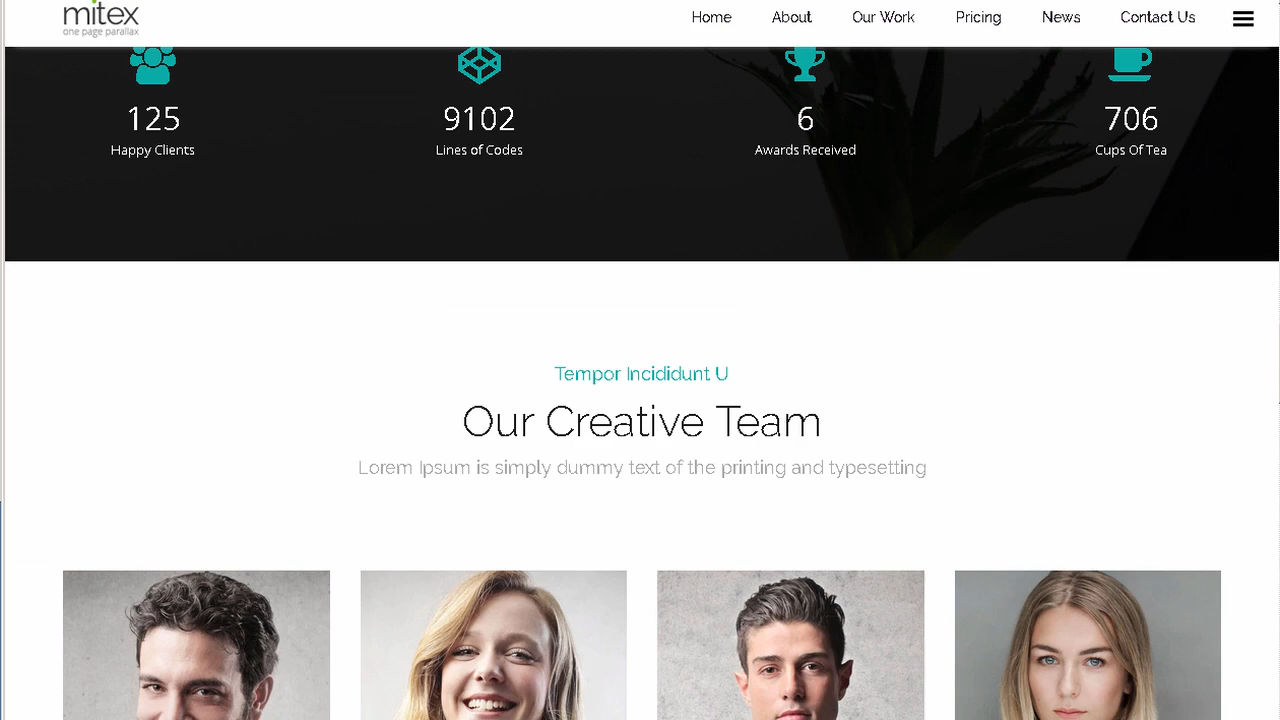 mitex
one page parallax
Home About Our Work Pricing News Contact Us
125 9102 6 706
Happy Clients Lines of Codes Awards Received Cups Of Tea
Tempor Incididunt U
Our Creative Team
Lorem Ipsum is simply dummy text of the printing and typesetting